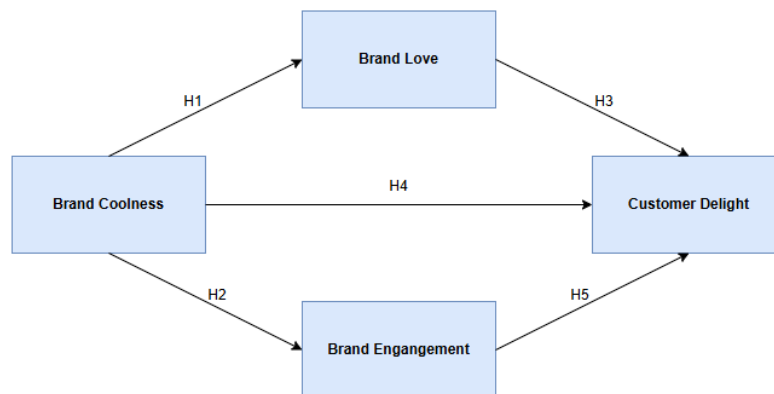 Brand Love
H1
H3
Brand Coolness
H4
Customer Delight
H2
H5
Brand Engangement